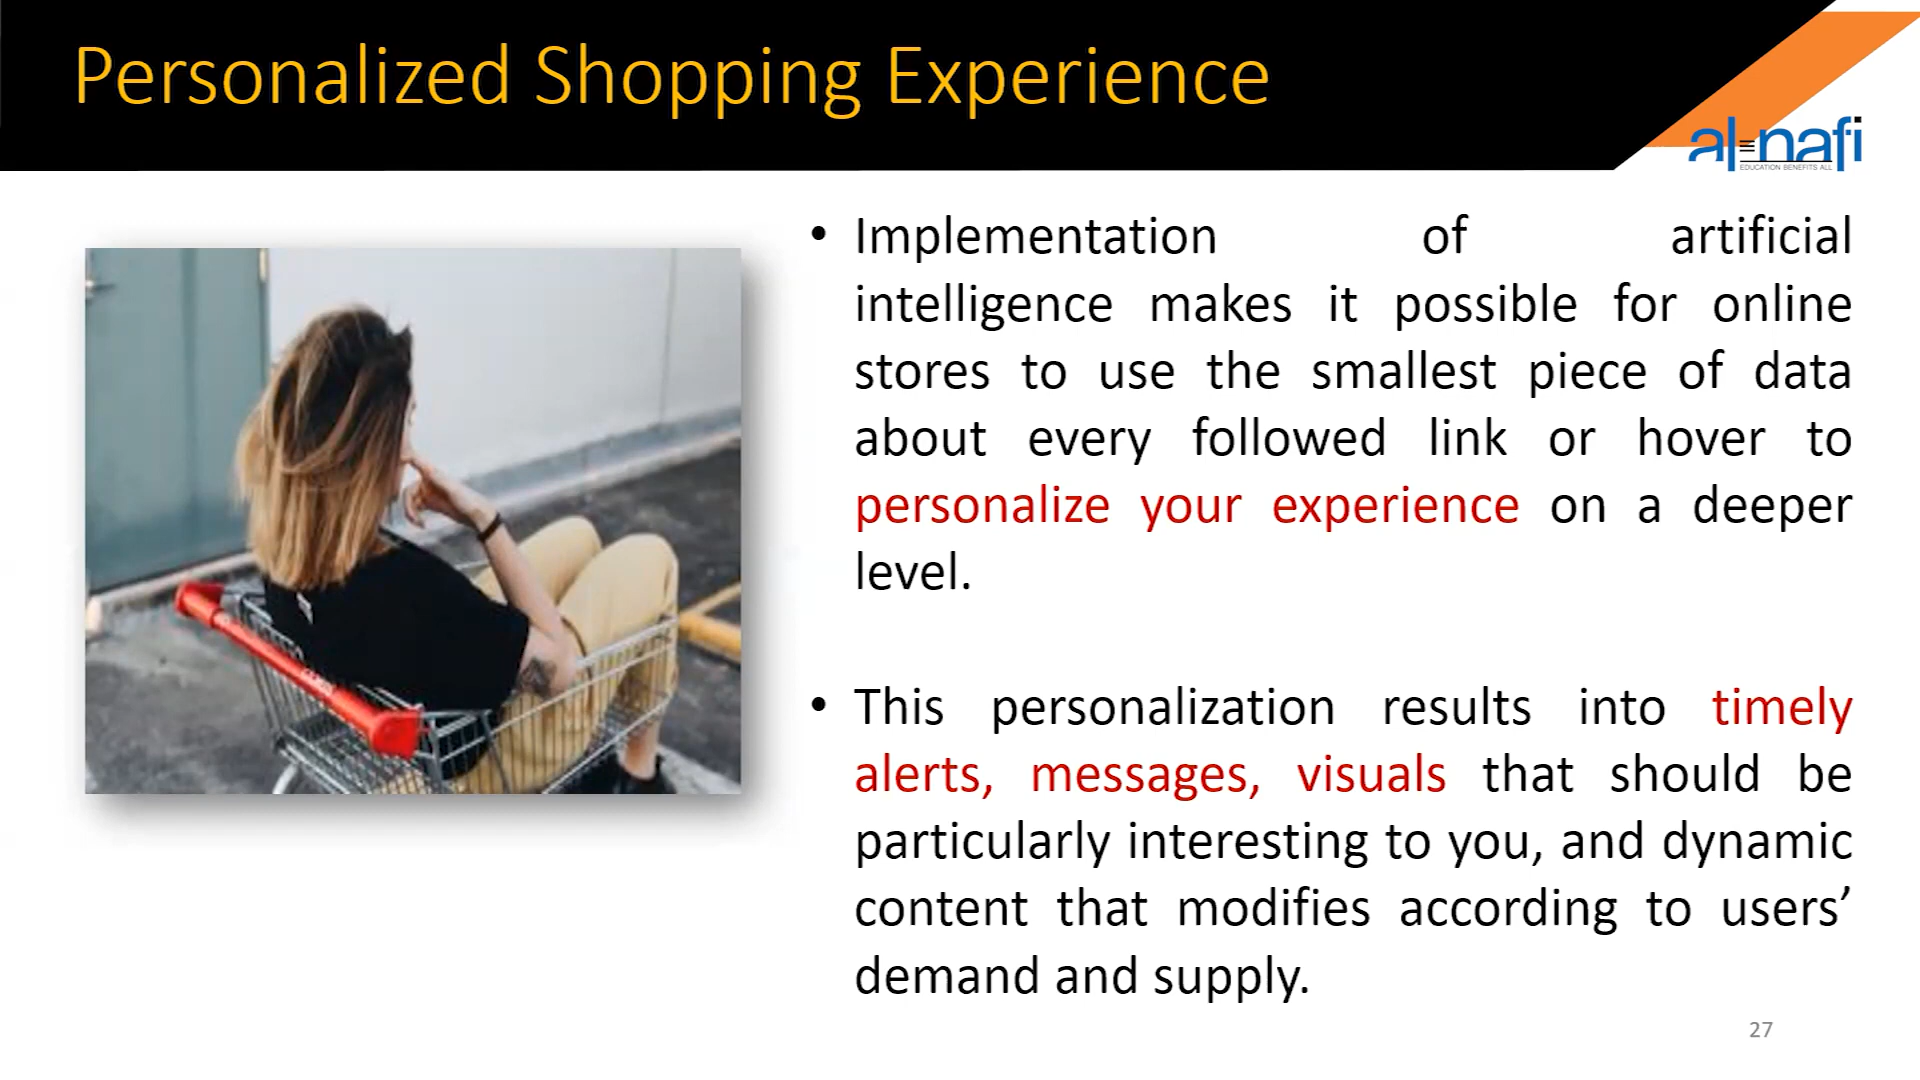 Personalized Shopping Experience
al-nafi
EDUCATION BENEFITS ALL
• Implementation of artificial
intelligence makes it possible for online
stores to use the smallest piece of data
about every followed link or hover to
personalize your experience on a deeper
level.
• This personalization results into timely
alerts, messages, visuals that should be
particularly interesting to you, and dynamic
content that modifies according to users’
demand and supply.
27